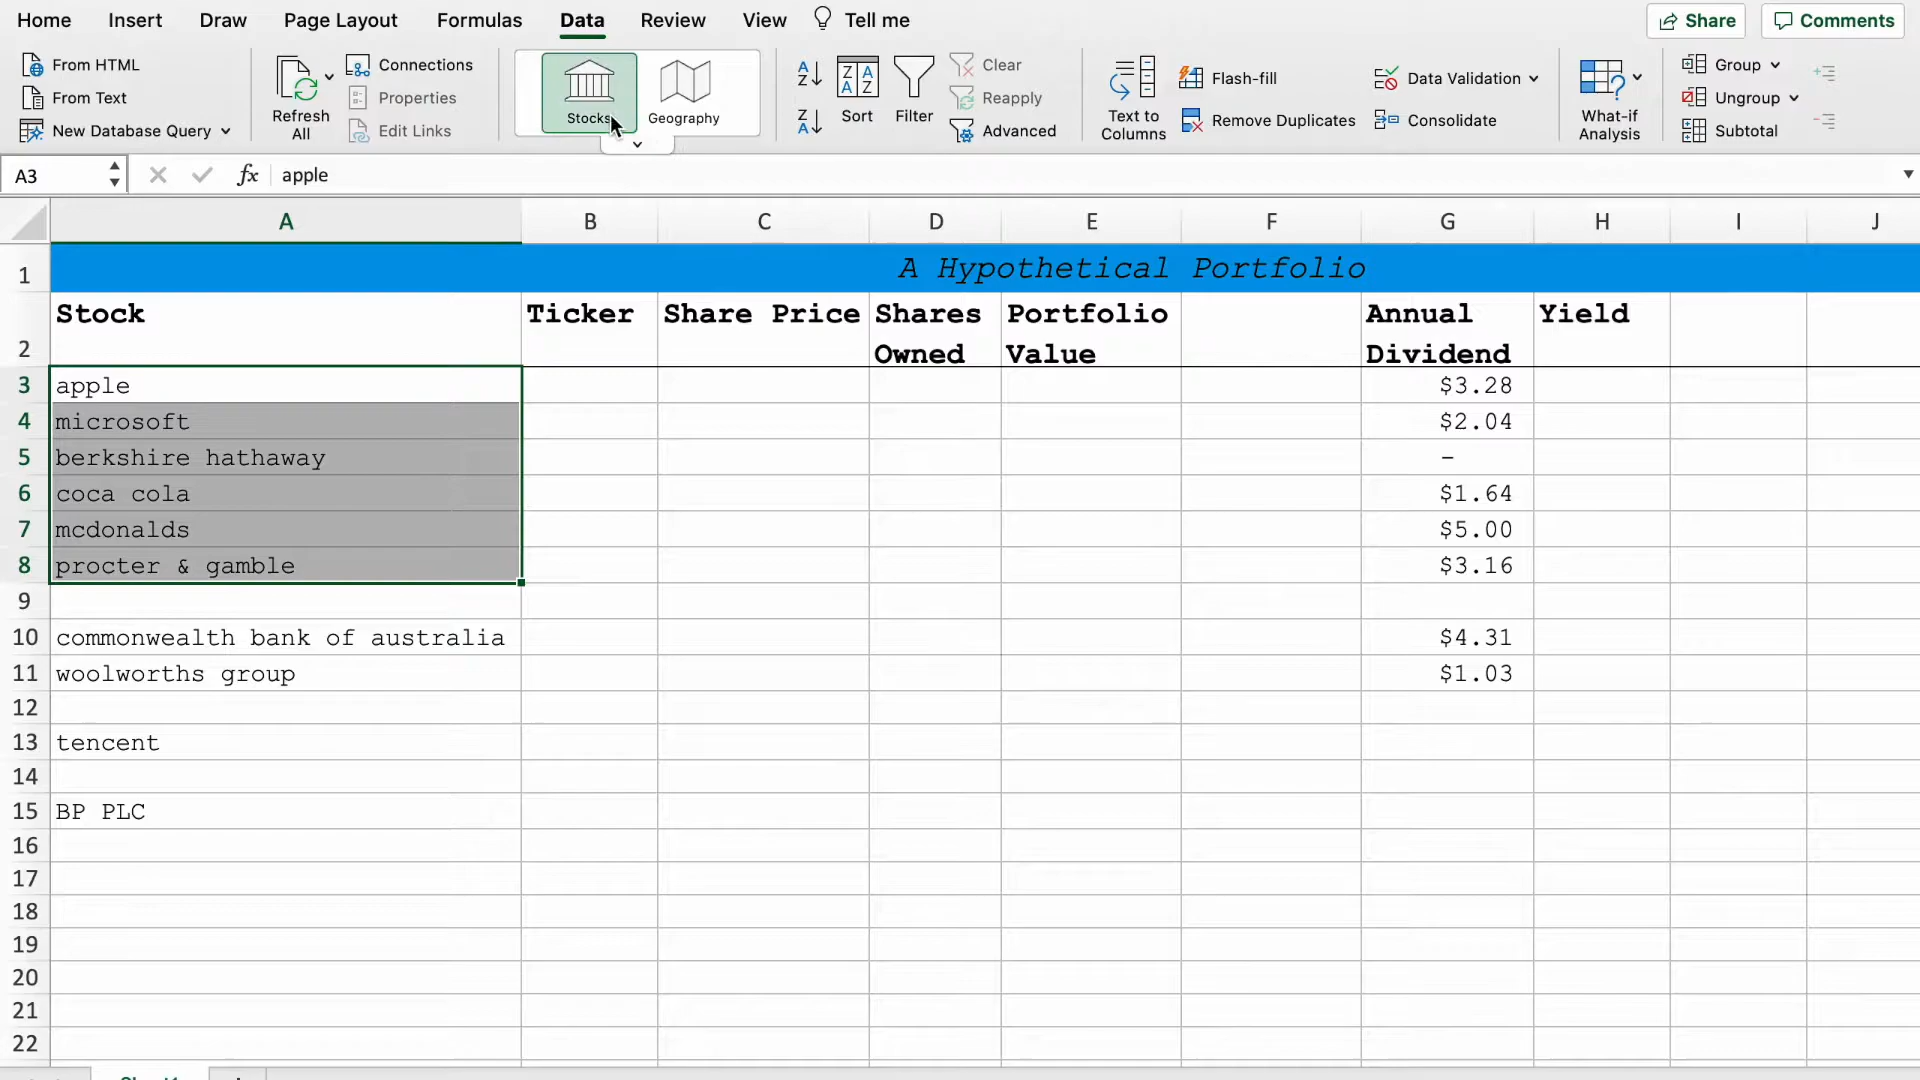 Home Insert Draw Page Layout Formulas Data Review View Tell me Share Comments
From HTML Connections Clear Group
From Text Properties Flash-fill Data Validation Reapply Ungroup
New Database Query Refresh All Edit Links Stocks Geography Sort Filter Advanced Text to Columns Remove Duplicates Consolidate What-if Analysis Subtotal
A3 fx apple
A B C D E F G H I J
1 A Hypothetical Portfolio
2 Stock Ticker Share Price Shares Owned Portfolio Value Annual Dividend Yield
3 apple $3.28
4 microsoft $2.04
5 berkshire hathaway -
6 coca cola $1.64
7 mcdonalds $5.00
8 procter & gamble $3.16
9
10 commonwealth bank of australia $4.31
11 woolworths group $1.03
12
13 tencent
14
15 BP PLC
16
17
18
19
20
21
22